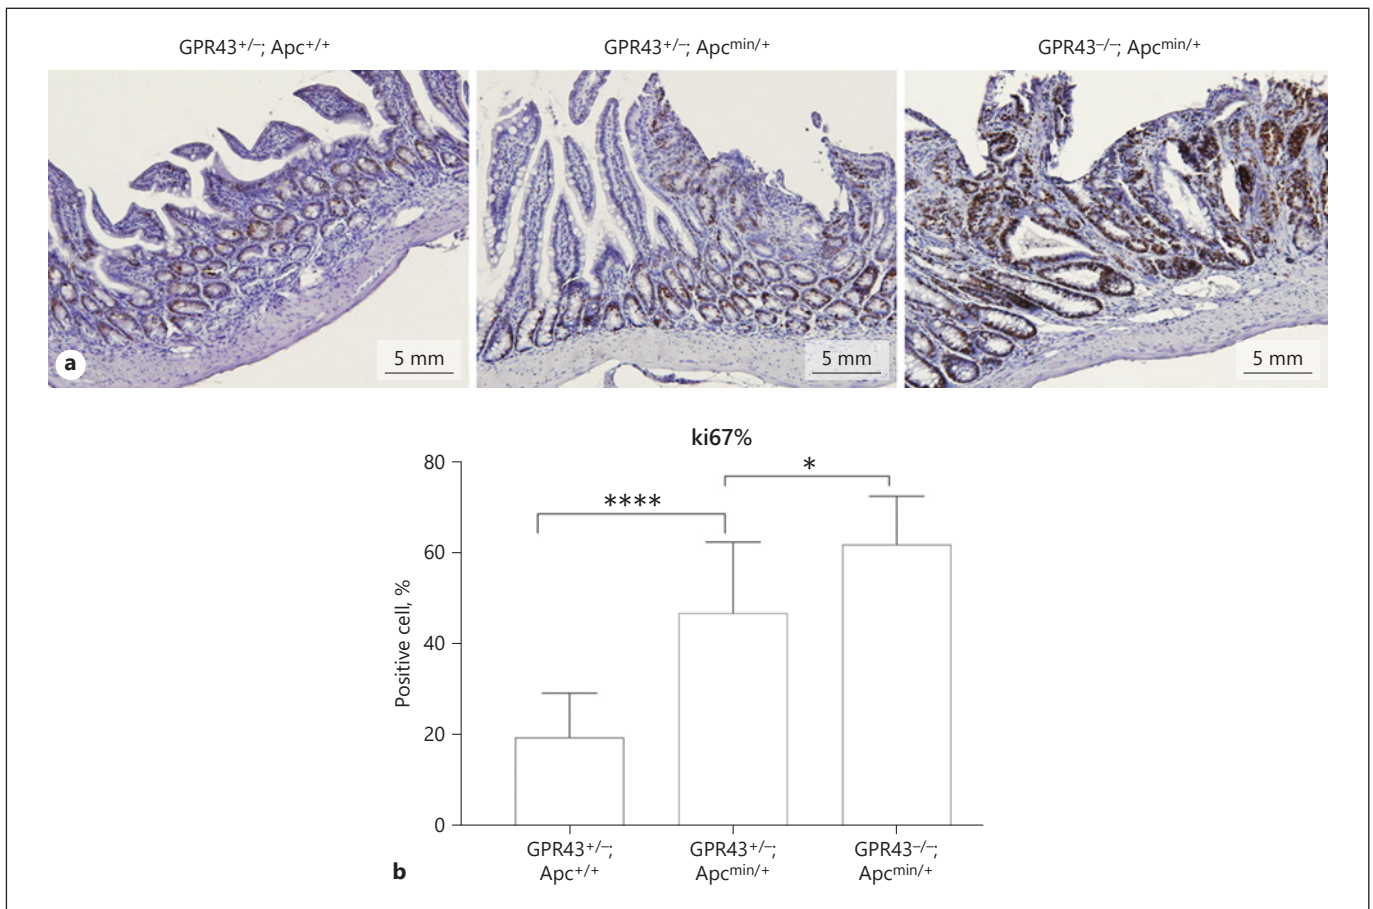 GPR43+/–; Apc+/+
GPR43+/–; Apcmin/+
GPR43–/–; Apcmin/+
a
5 mm
5 mm
5 mm
ki67%
80
60
40
20
0
Positive cell, %
****
*
GPR43+/–;
Apc+/+
GPR43+/–;
Apcmin/+
GPR43–/–;
Apcmin/+
b